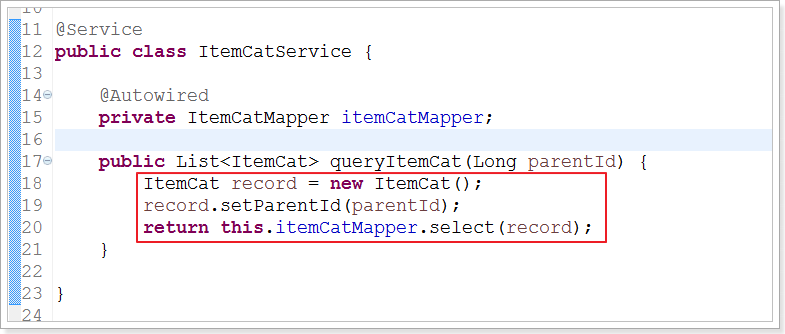 10
11 @Service
12 public class ItemCatService {
13
14 @Autowired
15 private ItemCatMapper itemCatMapper;
16
17 public List<ItemCat> queryItemCat(Long parentId) {
18 ItemCat record = new ItemCat();
19 record.setParentId(parentId);
20 return this.itemCatMapper.select(record);
21 }
22
23 }
24